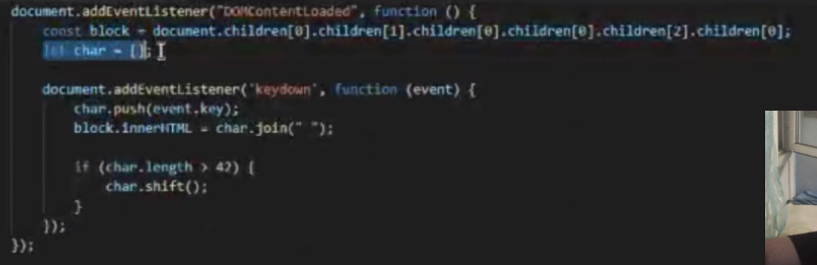 document.addEventListener("DOMContentLoaded", function () {
const block = document.children[0].children[1].children[0].children[0].children[2].children[0];
let char = [];
document.addEventListener('keydown', function (event) {
char.push(event.key);
block.innerHTML = char.join(" ");
if (char.length > 42) {
char.shift();
}
});
});